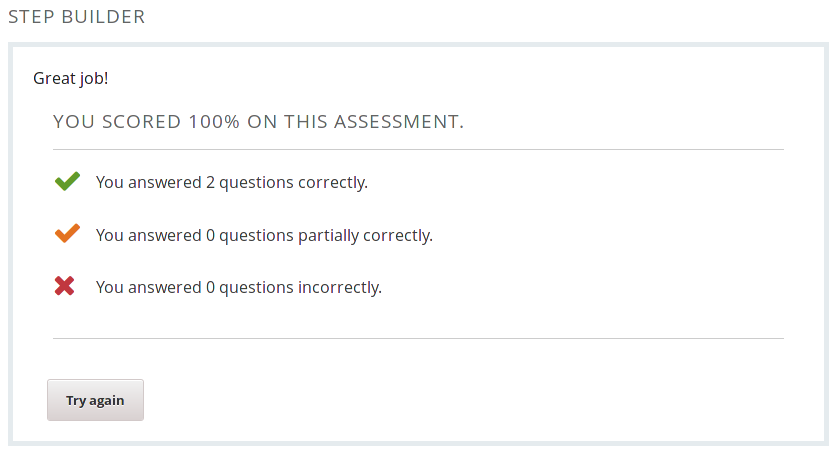 STEP BUILDER
Great job!
YOU SCORED 100% ON THIS ASSESSMENT.
You answered 2 questions correctly.
You answered 0 questions partially correctly.
You answered 0 questions incorrectly.
Try again